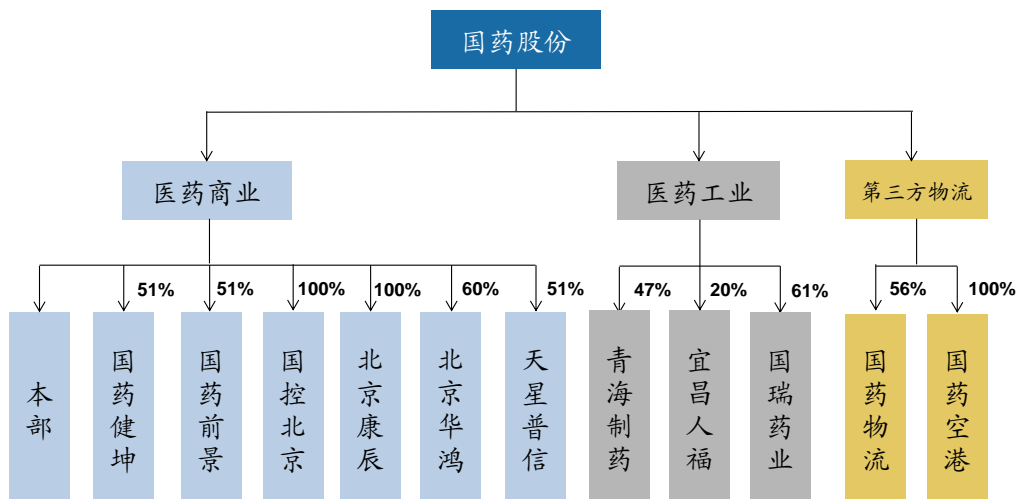 国药股份
医药商业
医药工业
第三方物流
51%
51%
100%
100%
60%
51%
47%
20%
61%
56%
100%
本部
国药健坤
国药前景
国控北京
北京康辰
北京华鸿
天星普信
青海制药
宜昌人福
国瑞药业
国药物流
国药空港